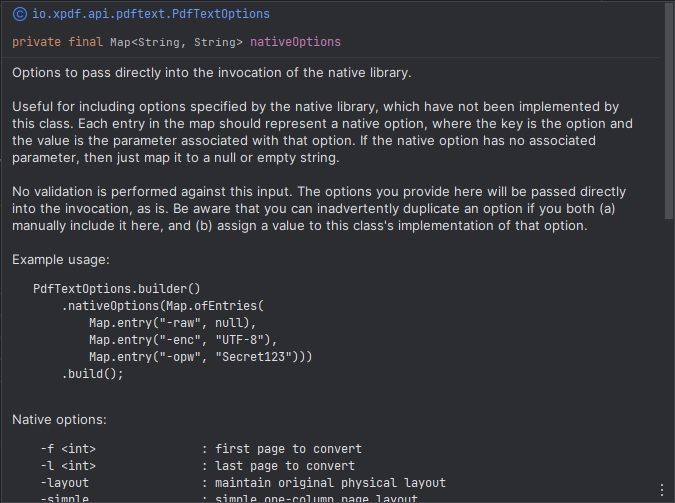 io.xpdf.api.pdftext.PdfTextOptions
private final Map<String, String> nativeOptions
Options to pass directly into the invocation of the native library.
Useful for including options specified by the native library, which have not been implemented by
this class. Each entry in the map should represent a native option, where the key is the option and
the value is the parameter associated with that option. If the native option has no associated
parameter, then just map it to a null or empty string.
No validation is performed against this input. The options you provide here will be passed directly
into the invocation, as is. Be aware that you can inadvertently duplicate an option if you both (a)
manually include it here, and (b) assign a value to this class's implementation of that option.
Example usage:
PdfTextOptions.builder()
.nativeOptions(Map.ofEntries(
Map.entry("-raw", null),
Map.entry("-enc", "UTF-8"),
Map.entry("-opw", "Secret123")))
.build();
Native options:
-f <int> : first page to convert
-l <int> : last page to convert
-layout : maintain original physical layout
-simple : simple one-column page layout